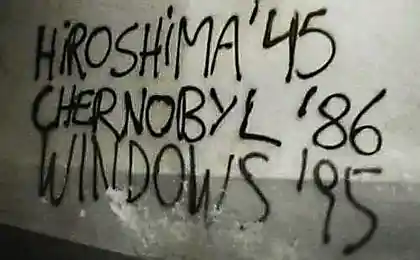 HiROSHiMA '45
CHERNOBYL '86
WINDOWS '95